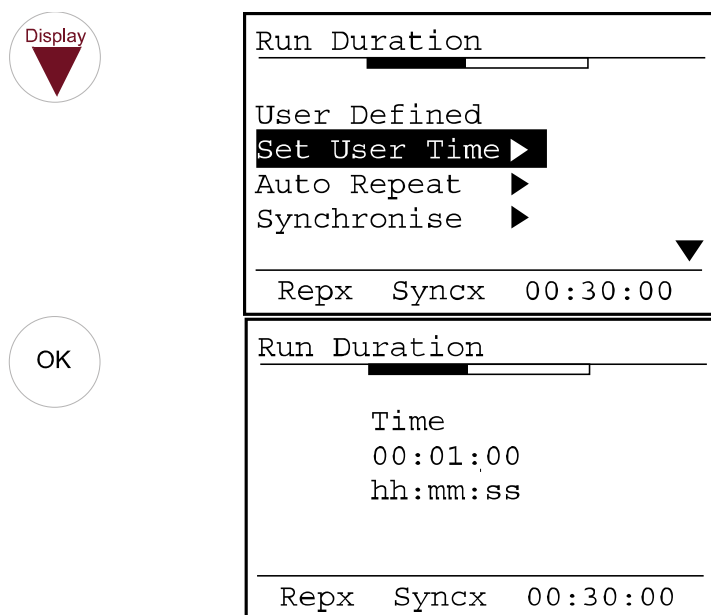 Display
Run Duration
User Defined
Set User Time
Auto Repeat
Synchronise
Repx Syncx 00:30:00
OK
Run Duration
Time
00:01:00
hh:mm:ss
Repx Syncx 00:30:00